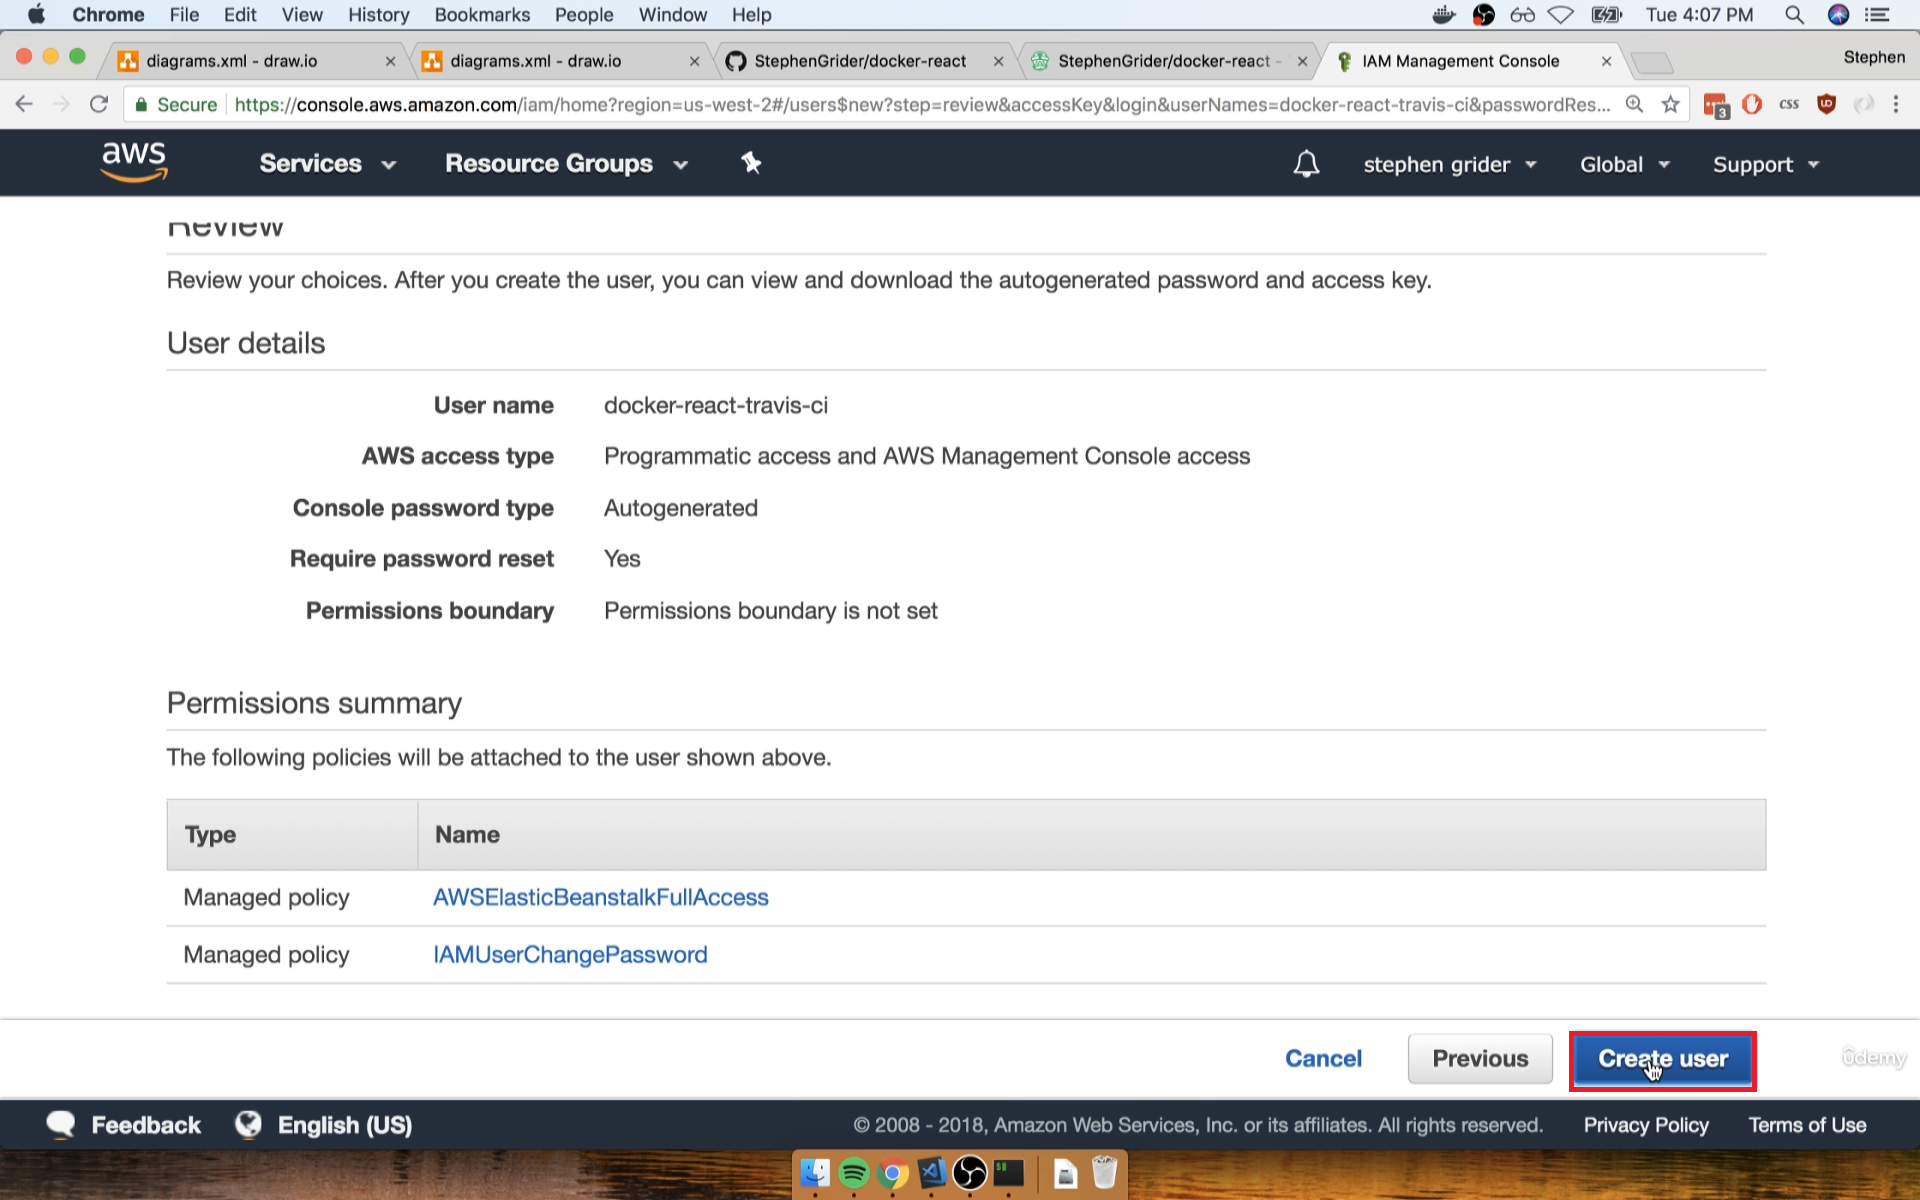 Chrome File Edit View History Bookmarks People Window Help Tue 4:07 PM
diagrams.xml - draw.io diagrams.xml - draw.io StephenGrider/docker-react StephenGrider/docker-react - IAM Management Console Stephen
Secure https://console.aws.amazon.com/iam/home?region=us-west-2#/users$new?step=review&accessKey&login&userNames=docker-react-travis-ci&passwordRes... 3 css
aws Services Resource Groups stephen grider Global Support
Review
Review your choices. After you create the user, you can view and download the autogenerated password and access key.
User details
User name docker-react-travis-ci
AWS access type Programmatic access and AWS Management Console access
Console password type Autogenerated
Require password reset Yes
Permissions boundary Permissions boundary is not set
Permissions summary
The following policies will be attached to the user shown above.
Type Name
Managed policy AWSElasticBeanstalkFullAccess
Managed policy IAMUserChangePassword
Cancel Previous Create user ûdemy
Feedback English (US) © 2008 - 2018, Amazon Web Services, Inc. or its affiliates. All rights reserved. Privacy Policy Terms of Use